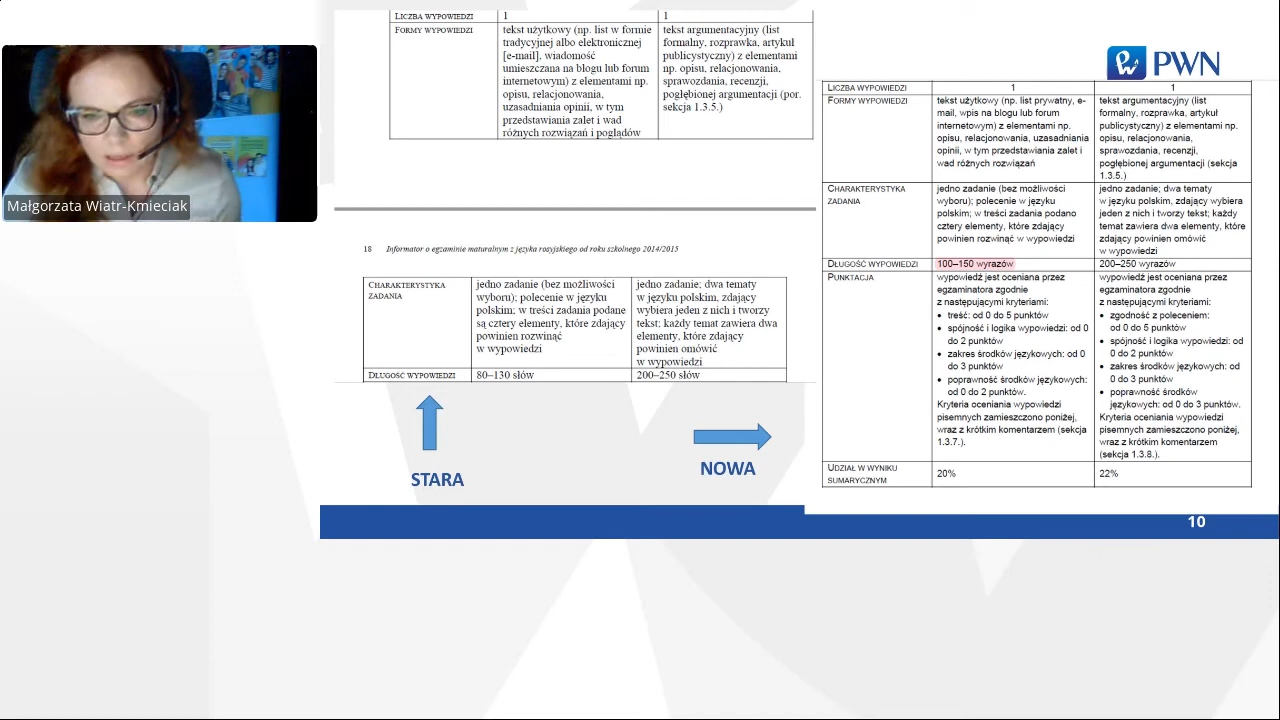 Małgorzata Wiatr-Kmieciak
LICZBA WYPOWIEDZI 1 1
FORMY WYPOWIEDZI
tekst użytkowy (np. list w formie
tradycyjnej albo elektronicznej
[e-mail], wiadomość
umieszczana na blogu lub forum
internetowym) z elementami np.
opisu, relacjonowania,
uzasadniania opinii, w tym
przedstawiania zalet i wad
różnych rozwiązań i poglądów
tekst argumentacyjny (list
formalny, rozprawka, artykuł
publicystyczny) z elementami
np. opisu, relacjonowania,
sprawozdania, recenzji,
pogłębionej argumentacji (por.
sekcja 1.3.5.)
18 Informator o egzaminie maturalnym z języka rosyjskiego od roku szkolnego 2014/2015
CHARAKTERYSTYKA
ZADANIA
jedno zadanie (bez możliwości
wyboru); polecenie w języku
polskim; w treści zadania podane
są cztery elementy, które zdający
powinien rozwinąć
w wypowiedzi
jedno zadanie; dwa tematy
w języku polskim, zdający
wybiera jeden z nich i tworzy
tekst; każdy temat zawiera dwa
elementy, które zdający
powinien omówić
w wypowiedzi
DŁUGOŚĆ WYPOWIEDZI 80–130 słów 200–250 słów
STARA
NOWA
PWN
LICZBA WYPOWIEDZI 1 1
FORMY WYPOWIEDZI
tekst użytkowy (np. list prywatny, e-
mail, wpis na blogu lub forum
internetowym) z elementami np.
opisu, relacjonowania, uzasadniania
opinii, w tym przedstawiania zalet i
wad różnych rozwiązań
tekst argumentacyjny (list
formalny, rozprawka, artykuł
publicystyczny) z elementami np.
opisu, relacjonowania,
sprawozdania, recenzji,
pogłębionej argumentacji (sekcja
1.3.5.)
CHARAKTERYSTYKA
ZADANIA
jedno zadanie (bez możliwości
wyboru); polecenie w języku
polskim; w treści zadania podano
cztery elementy, które zdający
powinien rozwinąć w wypowiedzi
jedno zadanie; dwa tematy
w języku polskim, zdający wybiera
jeden z nich i tworzy tekst; każdy
temat zawiera dwa elementy, które
zdający powinien omówić
w wypowiedzi
DŁUGOŚĆ WYPOWIEDZI 100–150 wyrazów 200–250 wyrazów
PUNKTACJA
wypowiedź jest oceniana przez
egzaminatora zgodnie
z następującymi kryteriami:
• treść: od 0 do 5 punktów
• spójność i logika wypowiedzi: od 0
do 2 punktów
• zakres środków językowych: od 0
do 3 punktów
• poprawność środków językowych:
od 0 do 2 punktów.
Kryteria oceniania wypowiedzi
pisemnych zamieszczono poniżej,
wraz z krótkim komentarzem (sekcja
1.3.7.).
wypowiedź jest oceniana przez
egzaminatora zgodnie
z następującymi kryteriami:
• zgodność z poleceniem:
od 0 do 5 punktów
• spójność i logika wypowiedzi: od
0 do 2 punktów
• zakres środków językowych: od
0 do 3 punktów
• poprawność środków
językowych: od 0 do 3 punktów.
Kryteria oceniania wypowiedzi
pisemnych zamieszczono poniżej,
wraz z krótkim komentarzem
(sekcja 1.3.8.).
UDZIAŁ W WYNIKU
SUMARYCZNYM
20% 22%
10